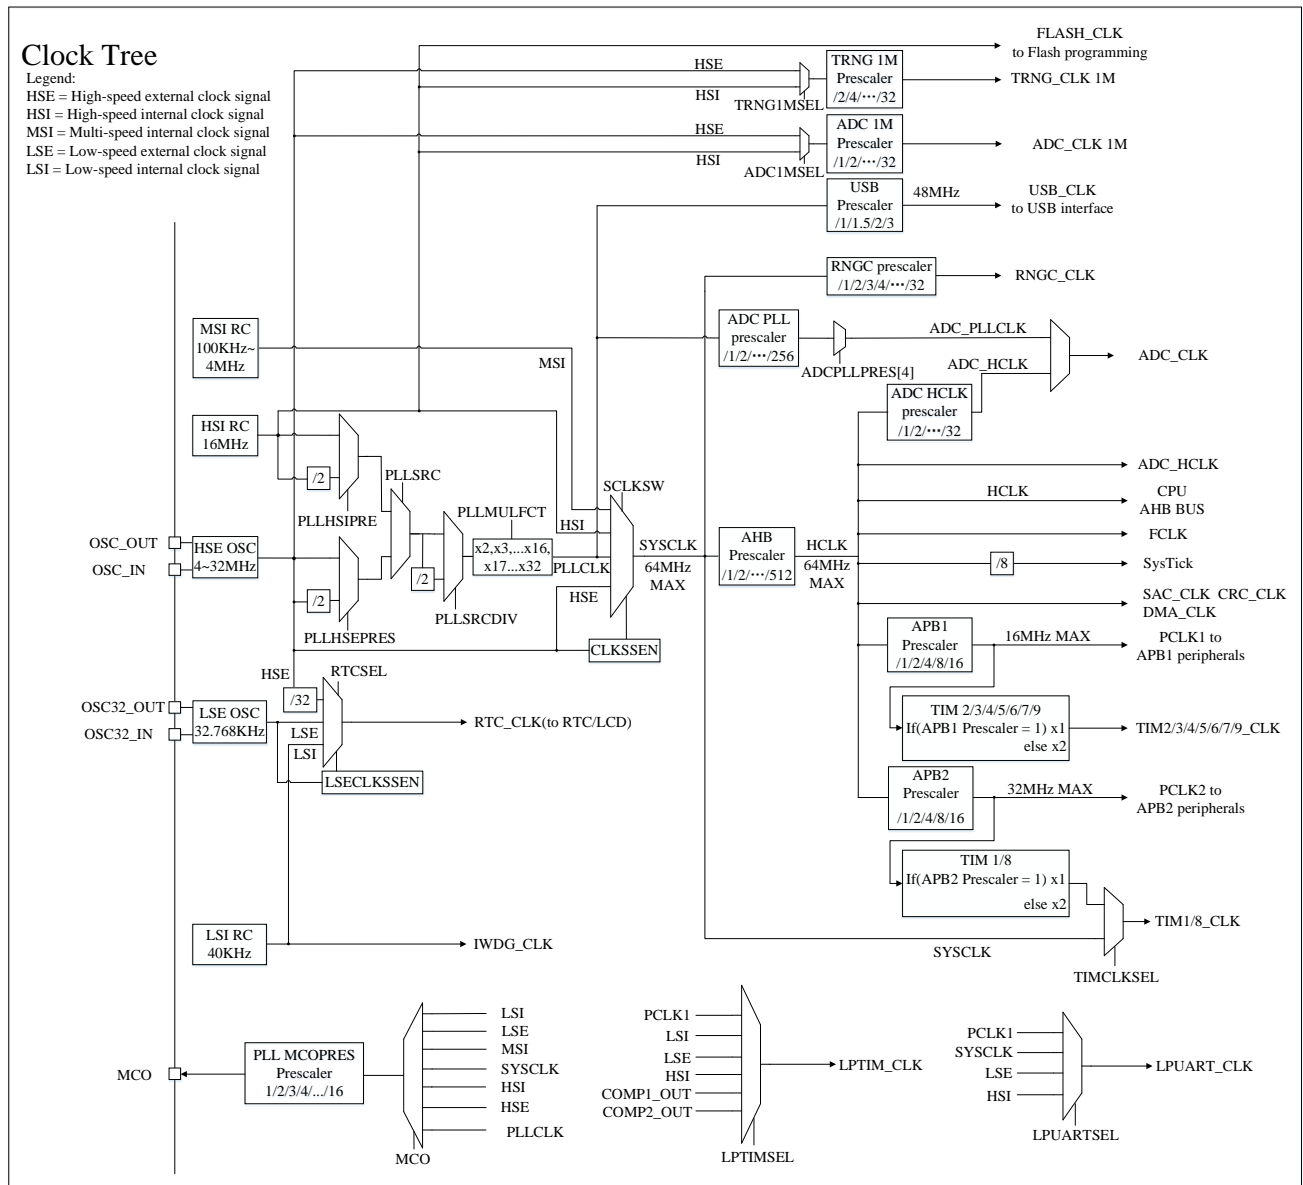 Clock Tree
Legend:
HSE = High-speed external clock signal
HSI = High-speed internal clock signal
MSI = Multi-speed internal clock signal
LSE = Low-speed external clock signal
LSI = Low-speed internal clock signal
FLASH_CLK
to Flash programming
HSE
HSI
TRNG1MSEL
TRNG 1M
Prescaler
/2/4/···/32
TRNG_CLK 1M
HSE
HSI
ADC1MSEL
ADC 1M
Prescaler
/1/2/···/32
ADC_CLK 1M
USB
Prescaler
/1/1.5/2/3
48MHz
USB_CLK
to USB interface
RNGC prescaler
/1/2/3/4/···/32
RNGC_CLK
MSI RC
100KHz~
4MHz
MSI
ADC PLL
prescaler
/1/2/···/256
ADCPLLPRES[4]
ADC_PLLCLK
ADC_HCLK
ADC_CLK
ADC HCLK
prescaler
/1/2/···/32
HSI RC
16MHz
/2
PLLHSIPRE
PLLSRC
PLLMULFCT
SCLKSW
HSI
ADC_HCLK
HCLK
CPU
AHB BUS
OSC_OUT
OSC_IN
HSE OSC
4~32MHz
/2
PLLHSEPRES
/2
PLLSRCDIV
x2,x3,...x16,
x17...x32
PLLCLK
HSE
CLKSSEN
SYSCLK
64MHz
MAX
AHB
Prescaler
/1/2/···/512
HCLK
64MHz
MAX
FCLK
/8
SysTick
SAC_CLK CRC_CLK
DMA_CLK
APB1
Prescaler
/1/2/4/8/16
16MHz MAX
PCLK1 to
APB1 peripherals
HSE
/32
RTCSEL
OSC32_OUT
OSC32_IN
LSE OSC
32.768KHz
LSE
LSI
LSECLKSSEN
RTC_CLK(to RTC/LCD)
TIM 2/3/4/5/6/7/9
If(APB1 Prescaler = 1) x1
else x2
TIM2/3/4/5/6/7/9_CLK
APB2
Prescaler
/1/2/4/8/16
32MHz MAX
PCLK2 to
APB2 peripherals
TIM 1/8
If(APB2 Prescaler = 1) x1
else x2
TIM1/8_CLK
SYSCLK
TIMCLKSEL
LSI RC
40KHz
IWDG_CLK
MCO
PLL MCOPRES
Prescaler
1/2/3/4/.../16
LSI
LSE
MSI
SYSCLK
HSI
HSE
PLLCLK
MCO
PCLK1
LSI
LSE
HSI
COMP1_OUT
COMP2_OUT
LPTIM_CLK
LPTIMSEL
PCLK1
SYSCLK
LSE
HSI
LPUART_CLK
LPUARTSEL